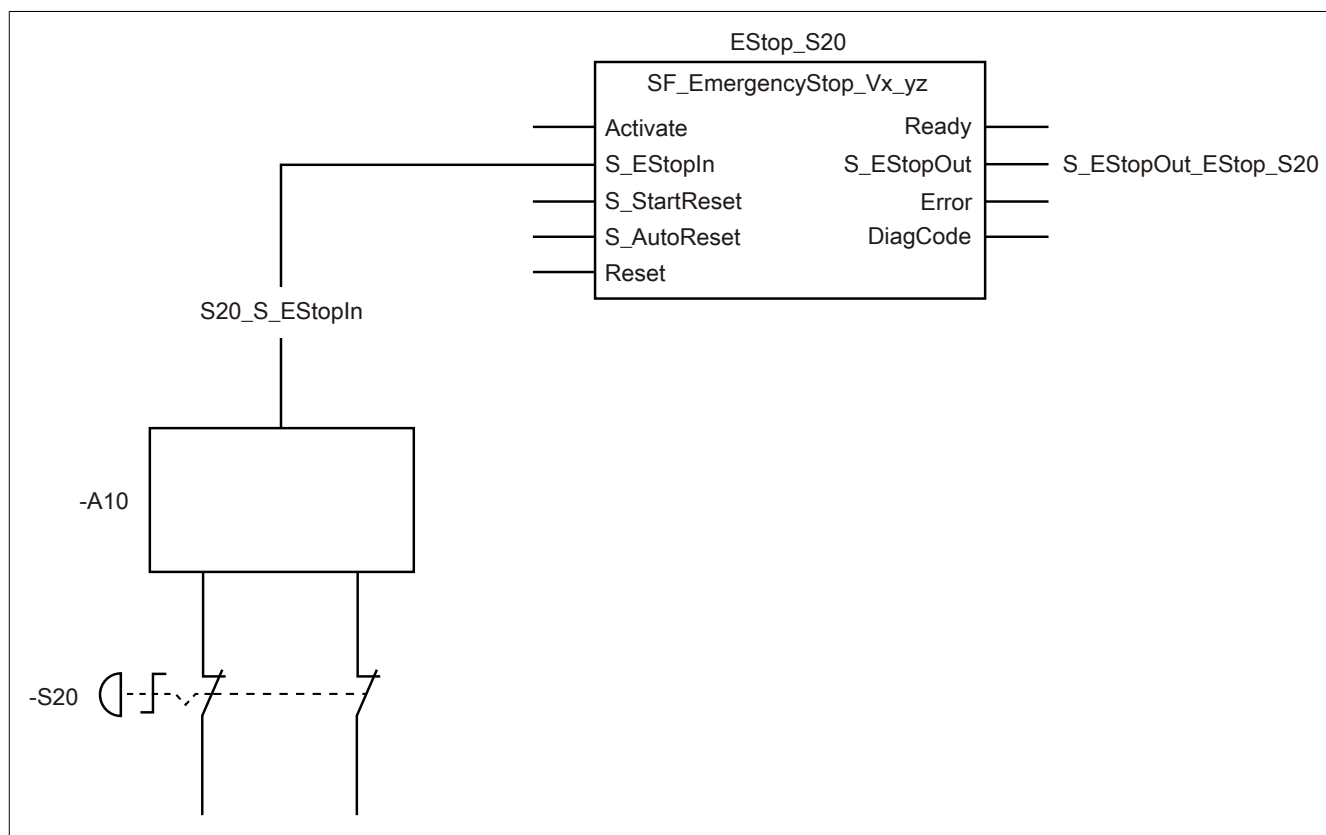 EStop_S20
SF_EmergencyStop_Vx_yz
Activate Ready
S_EStopIn S_EStopOut S_EStopOut_EStop_S20
S_StartReset Error
S_AutoReset DiagCode
Reset
S20_S_EStopIn
-A10
-S20